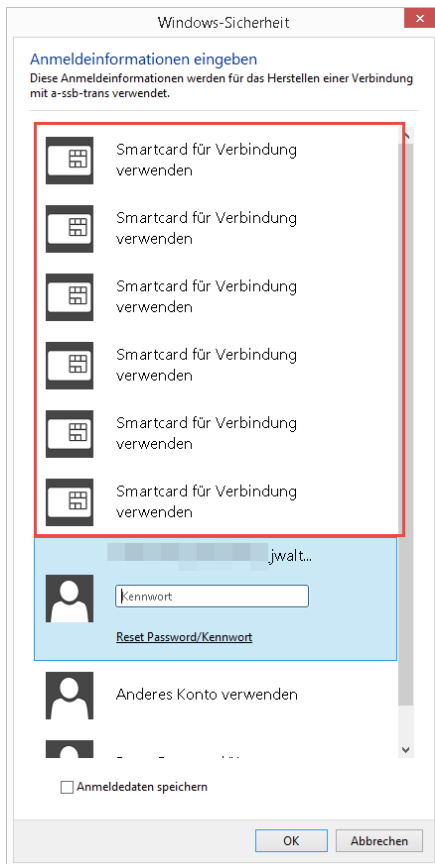 Windows-Sicherheit
Anmeldeinformationen eingeben
Diese Anmeldeinformationen werden für das Herstellen einer Verbindung
mit a-ssb-trans verwendet.
Smartcard für Verbindung
verwenden
Smartcard für Verbindung
verwenden
Smartcard für Verbindung
verwenden
Smartcard für Verbindung
verwenden
Smartcard für Verbindung
verwenden
Smartcard für Verbindung
verwenden
jwalt...
Kennwort
Reset Password/Kennwort
Anderes Konto verwenden
Anmeldedaten speichern
OK Abbrechen